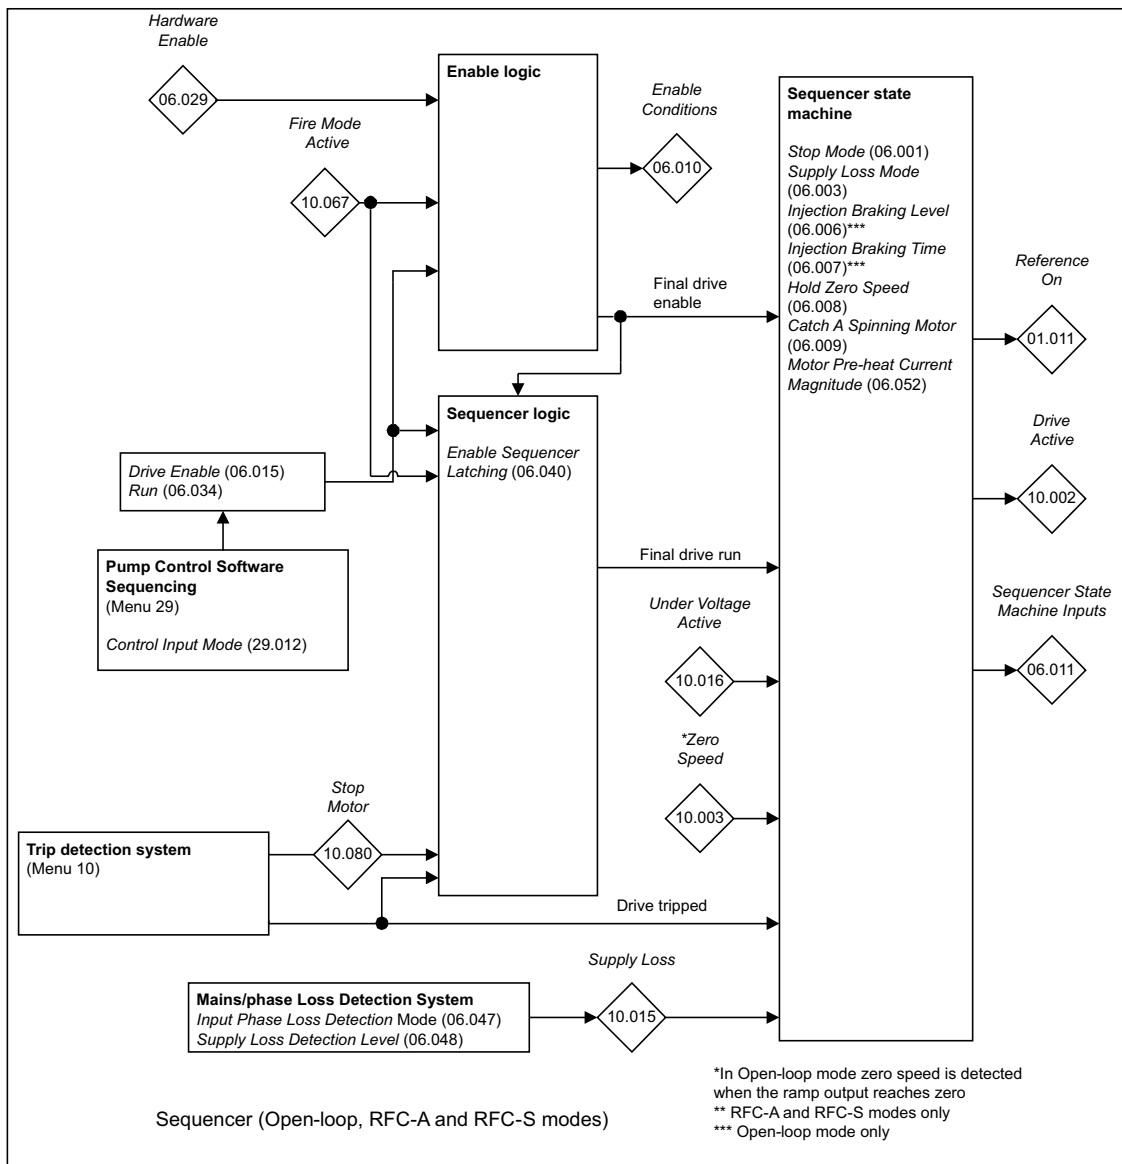 Hardware
Enable
06.029
Fire Mode
Active
10.067
Enable logic
Enable
Conditions
06.010
Sequencer state
machine
Stop Mode (06.001)
Supply Loss Mode
(06.003)
Injection Braking Level
(06.006)***
Injection Braking Time
(06.007)***
Hold Zero Speed
(06.008)
Catch A Spinning Motor
(06.009)
Motor Pre-heat Current
Magnitude (06.052)
Final drive
enable
Reference
On
01.011
Drive
Active
10.002
Sequencer State
Machine Inputs
06.011
Sequencer logic
Enable Sequencer
Latching (06.040)
Drive Enable (06.015)
Run (06.034)
Pump Control Software
Sequencing
(Menu 29)
Control Input Mode (29.012)
Final drive run
Under Voltage
Active
10.016
*Zero
Speed
10.003
Stop
Motor
10.080
Trip detection system
(Menu 10)
Drive tripped
Supply Loss
10.015
Mains/phase Loss Detection System
Input Phase Loss Detection Mode (06.047)
Supply Loss Detection Level (06.048)
*In Open-loop mode zero speed is detected
when the ramp output reaches zero
** RFC-A and RFC-S modes only
*** Open-loop mode only
Sequencer (Open-loop, RFC-A and RFC-S modes)